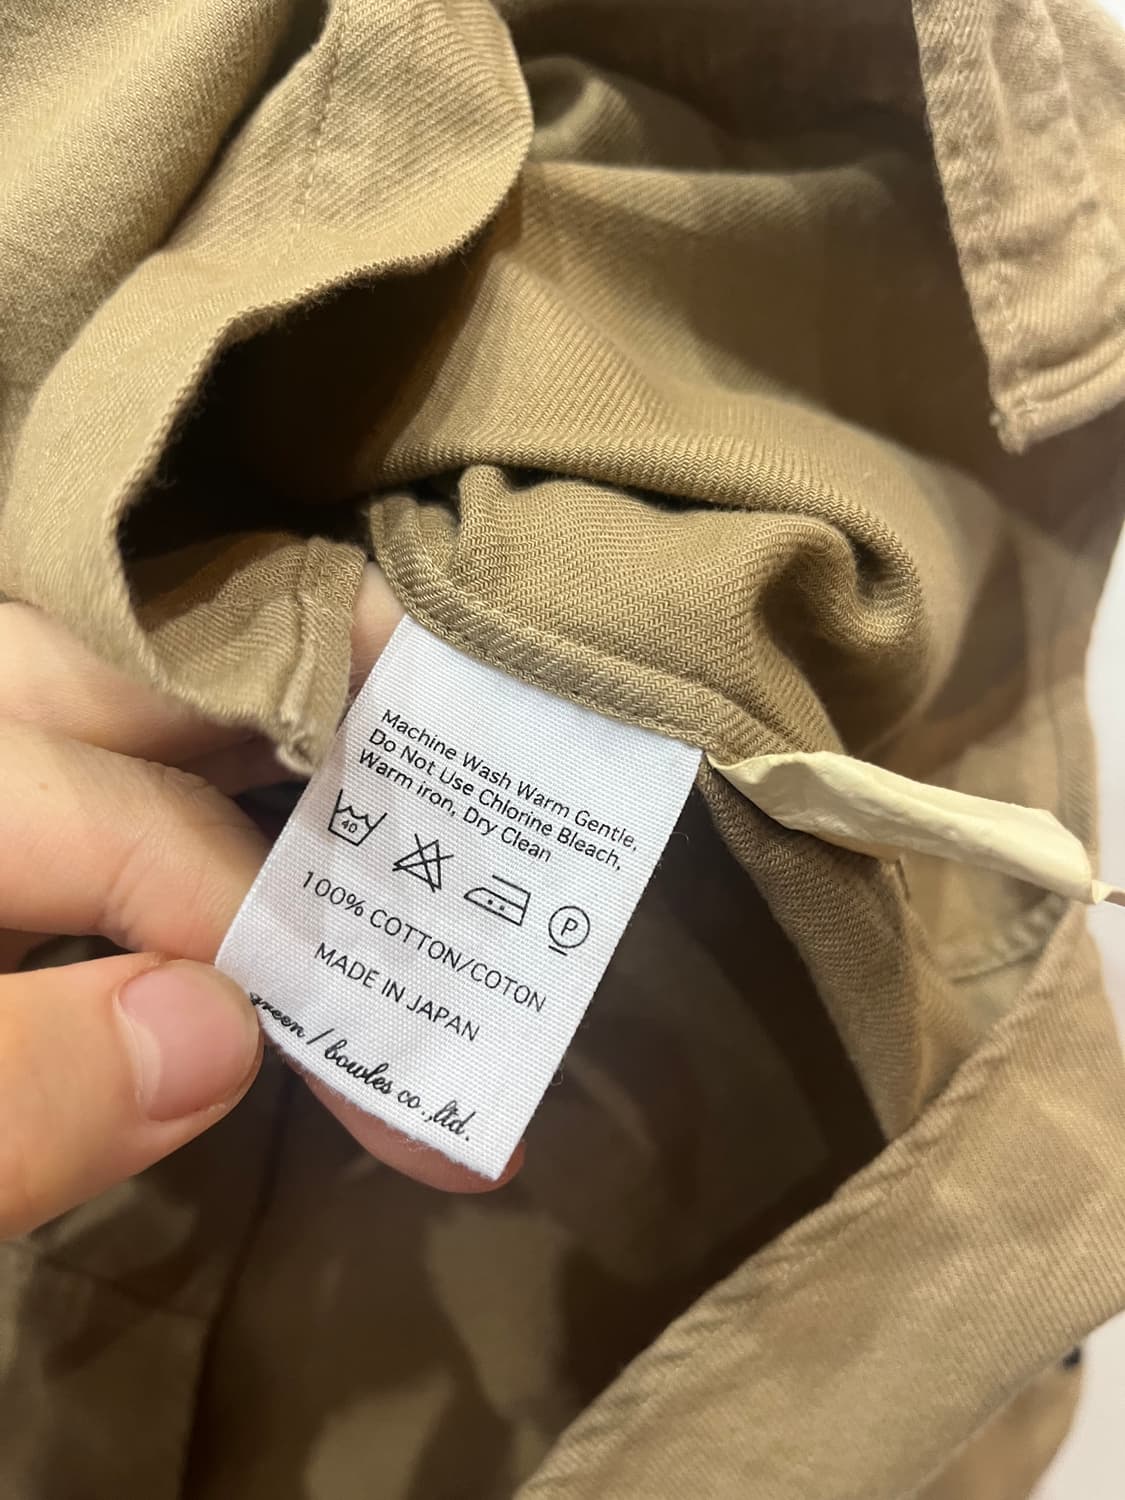 Machine Wash Warm Gentle,
Do Not Use Chlorine Bleach,
Warm iron, Dry Clean
40
P
100% COTTON/COTON
MADE IN JAPAN
green / bowles co.,ltd.